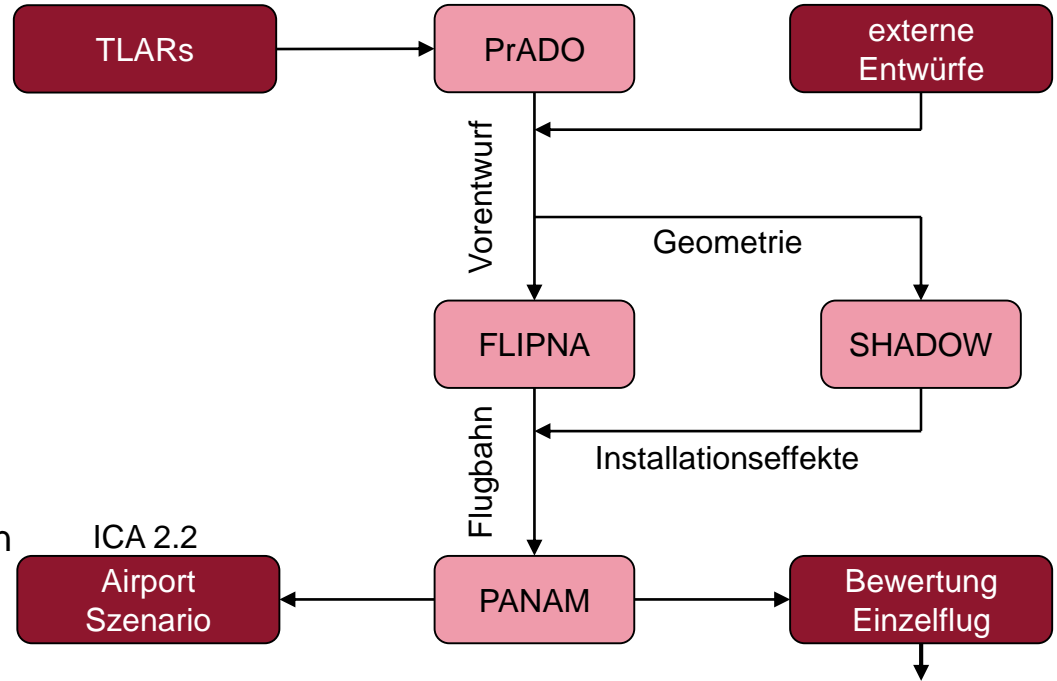 TLARs
PrADO
externe
Entwürfe
Vorentwurf
Geometrie
FLIPNA
SHADOW
Flugbahn
Installationseffekte
n
ICA 2.2
Airport
Szenario
PANAM
Bewertung
Einzelflug